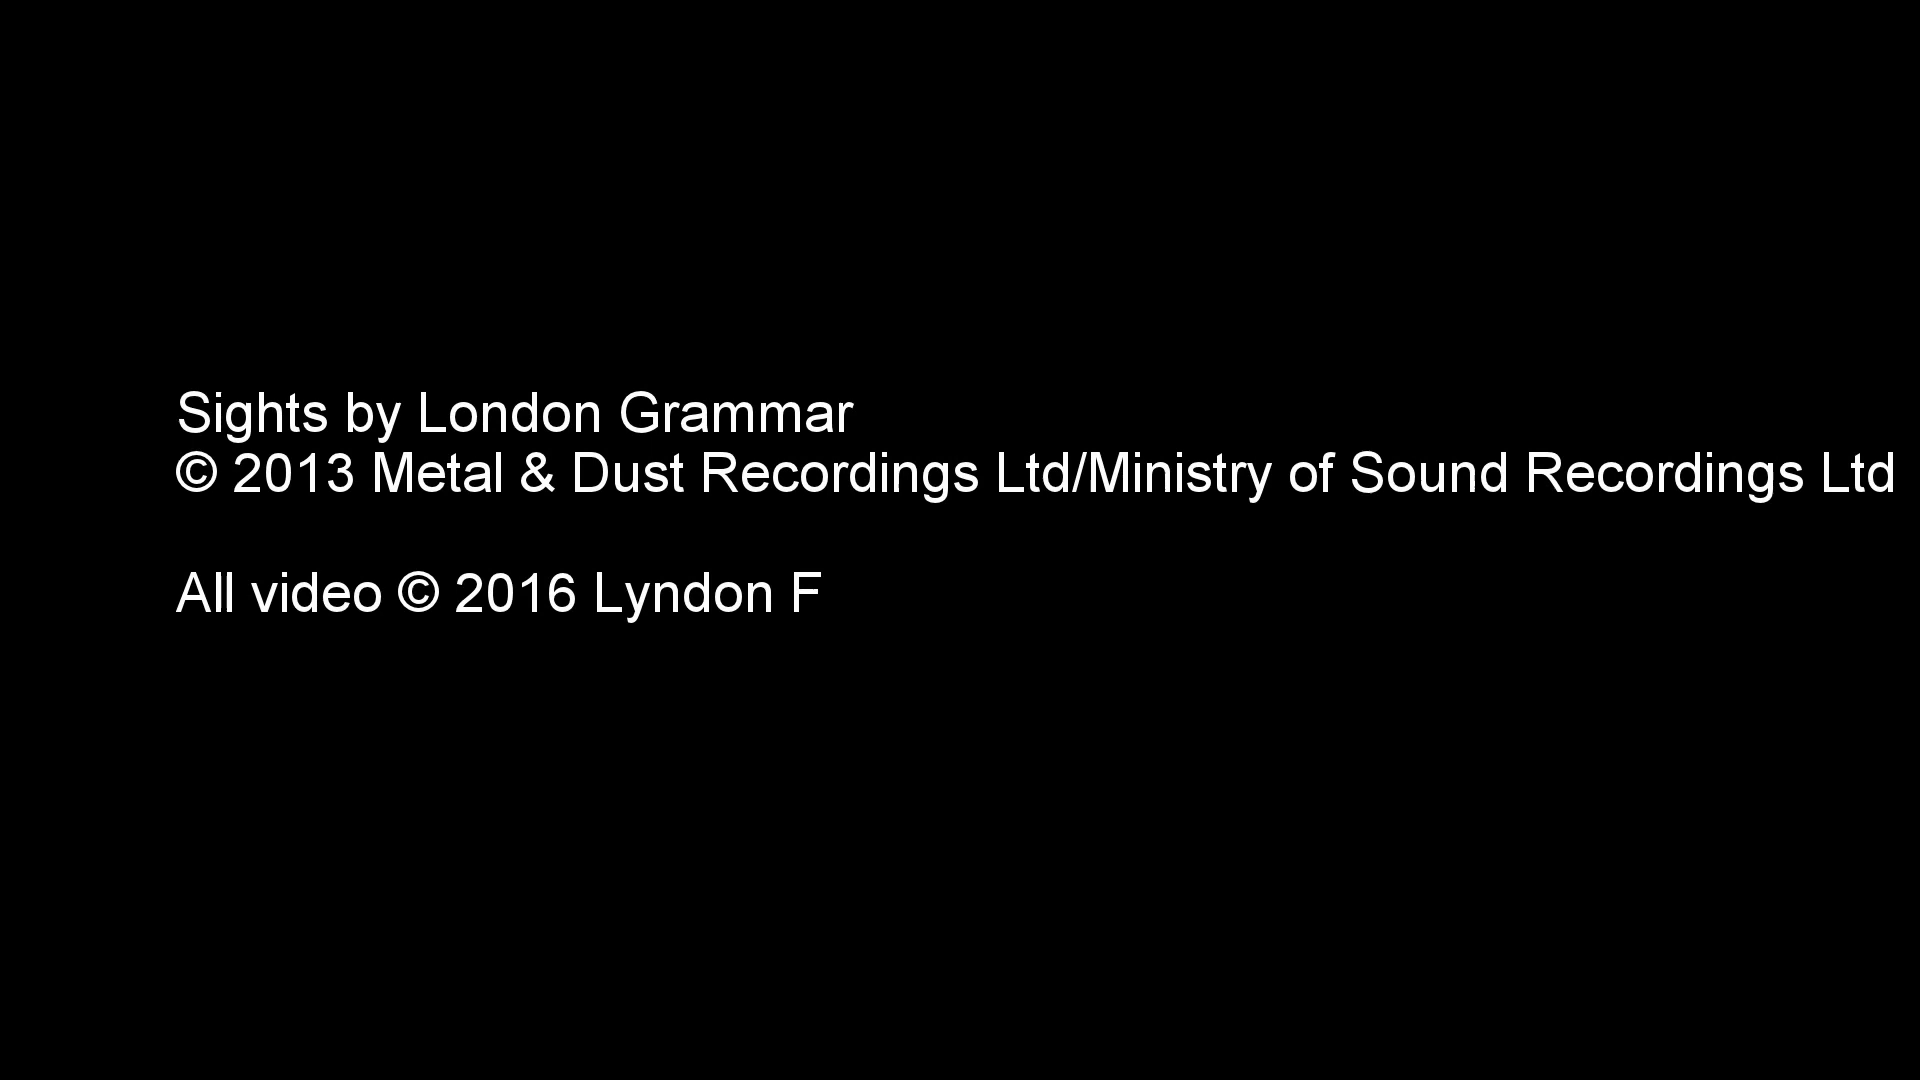 Sights by London Grammar
© 2013 Metal & Dust Recordings Ltd/Ministry of Sound Recordings Ltd
All video © 2016 Lyndon F